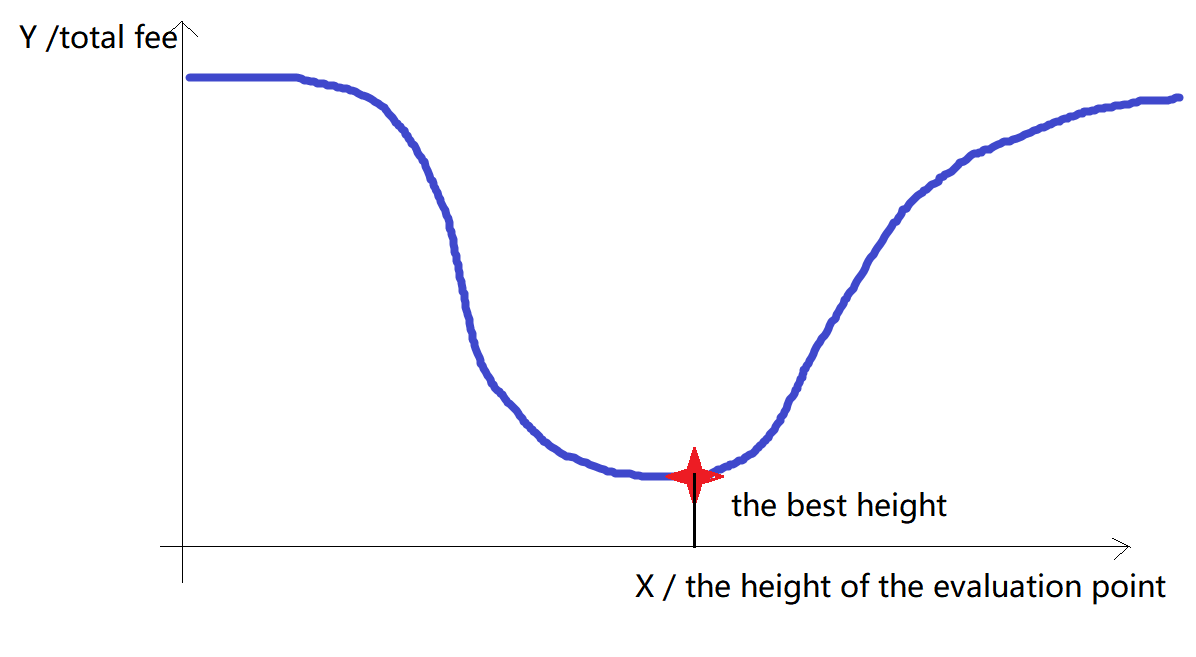 Y /total fee
the best height
X / the height of the evaluation point